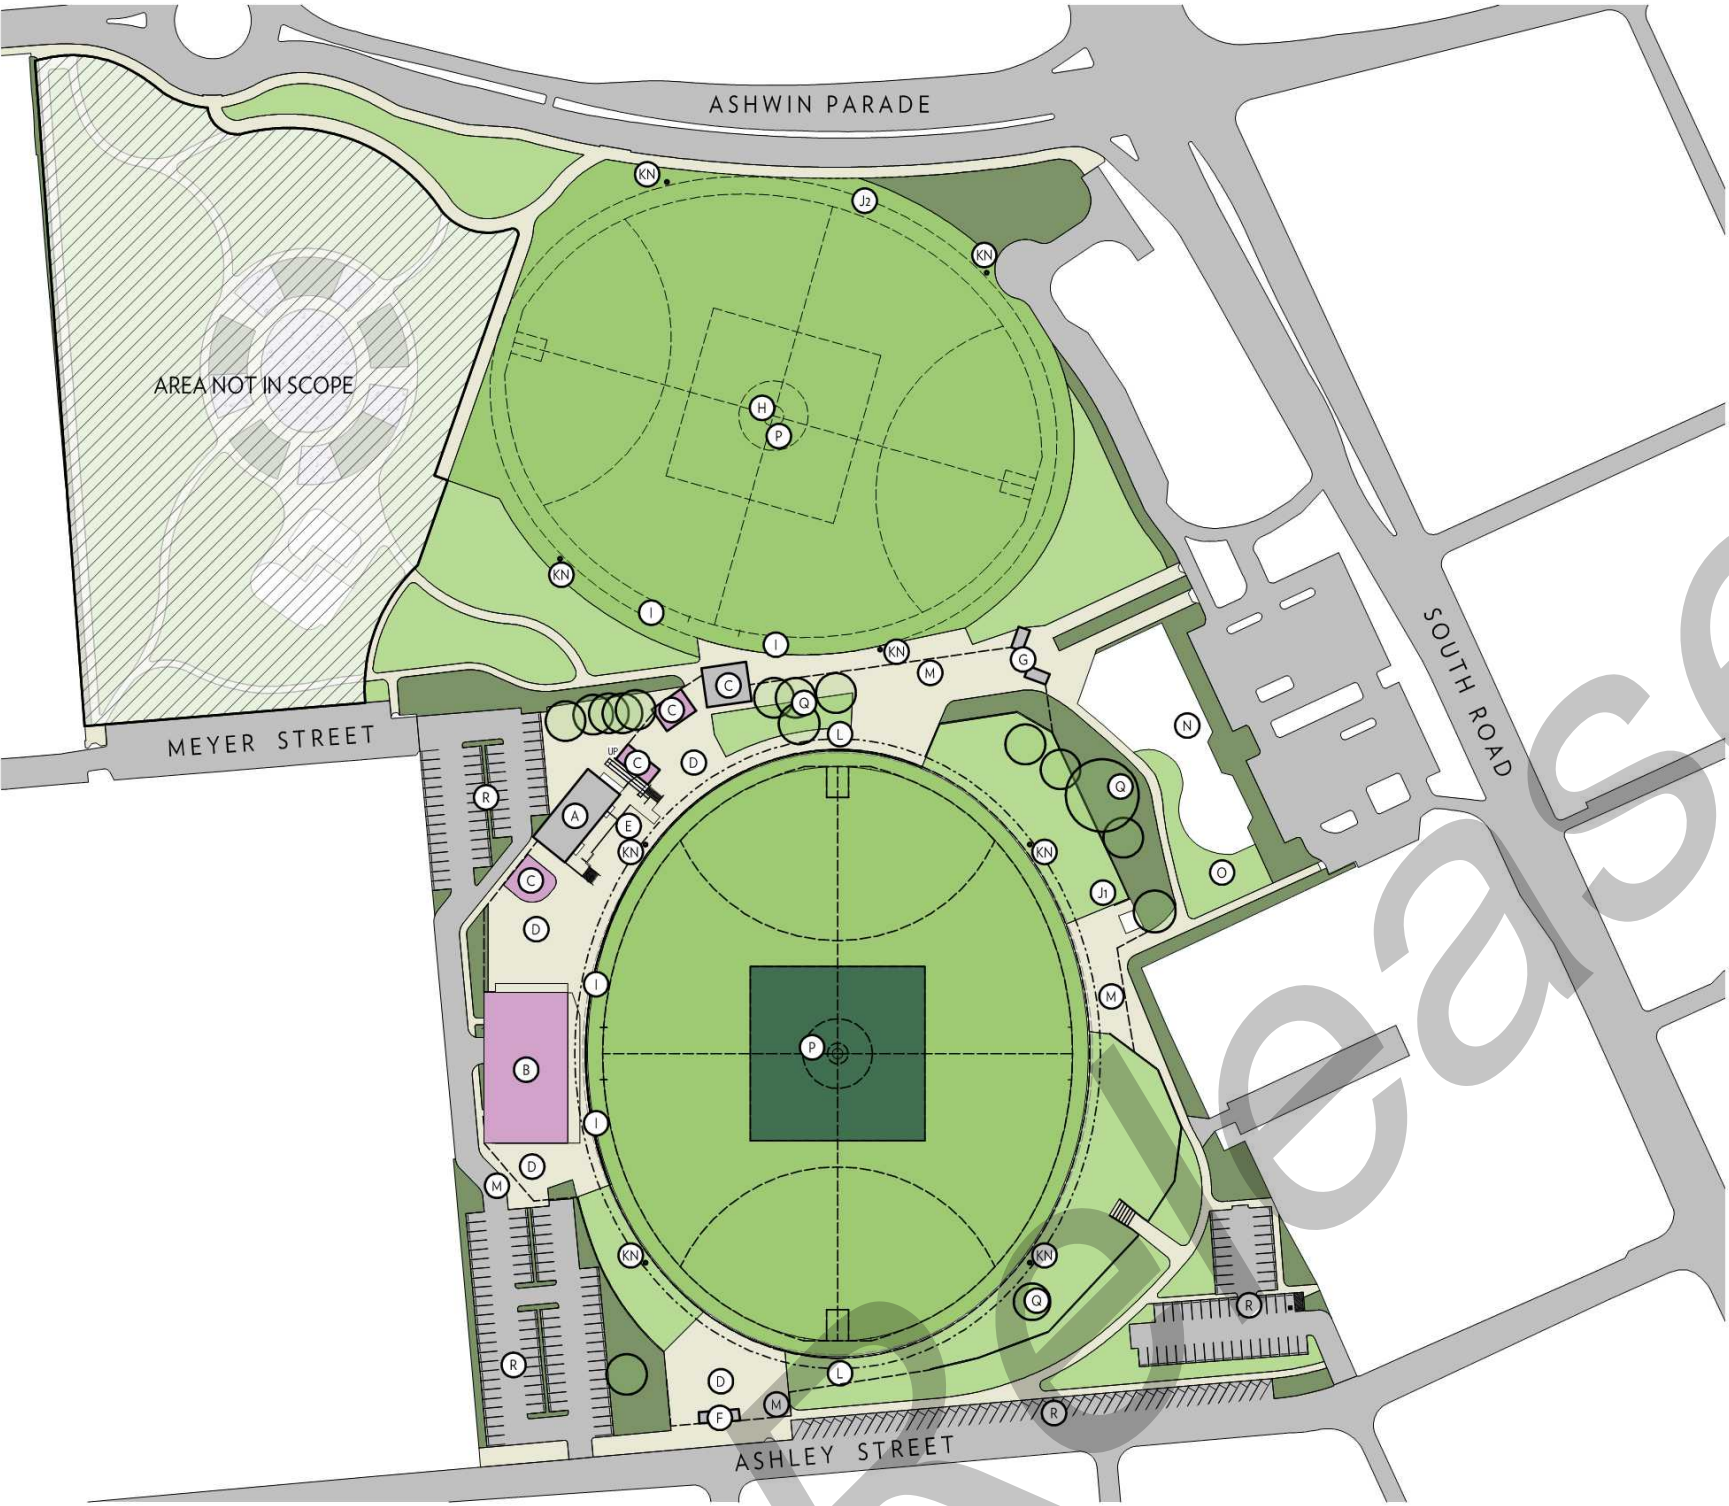 ASHWIN PARADE
KN
J2
KN
AREA NOT IN SCOPE
H
P
KN
I
I
KN
M
G
SOUTH ROAD
C
C
Q
N
MEYER STREET
L
UP
C
D
R
Q
A
E
KN
KN
C
O
J1
D
I
M
P
B
I
D
M
KN
KN
Q
R
R
L
D
M
F
R
ASHLEY STREET
Release